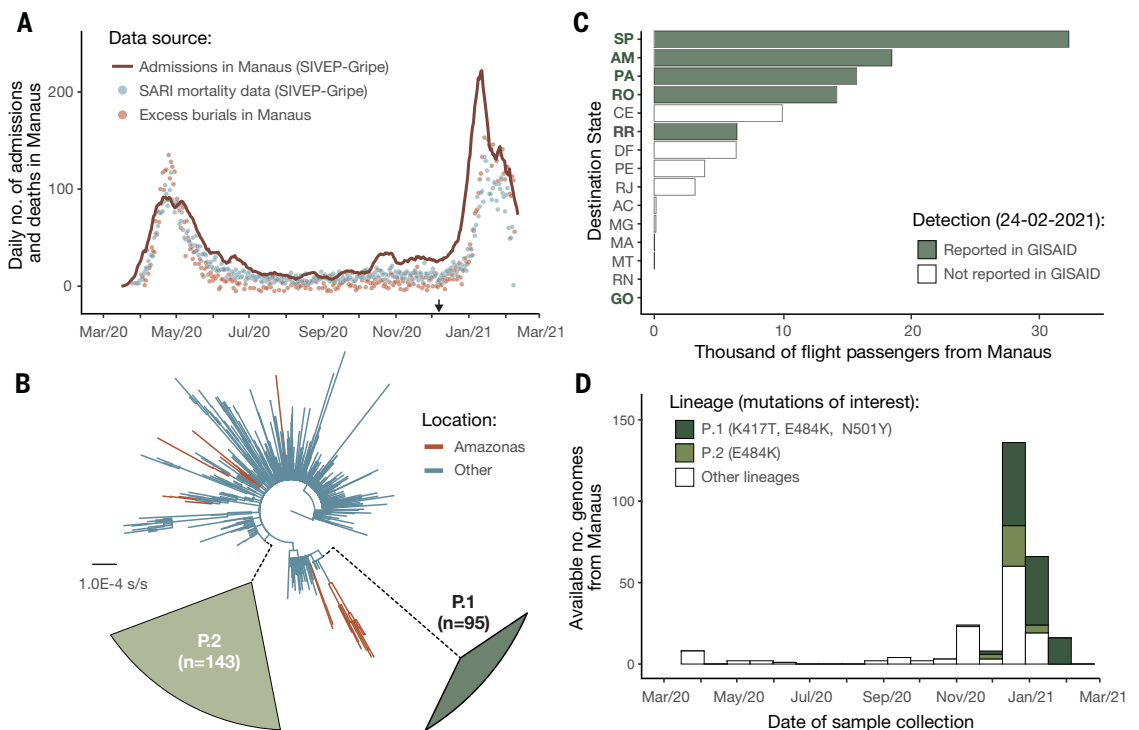 A
Data source:
Admissions in Manaus (SIVEP-Gripe)
SARI mortality data (SIVEP-Gripe)
Excess burials in Manaus
Daily no. of admissions
and deaths in Manaus
200
100
0
Mar/20
May/20
Jul/20
Sep/20
Nov/20
Jan/21
Mar/21
B
Location:
Amazonas
Other
1.0E-4 s/s
P.2
(n=143)
P.1
(n=95)
C
Destination State
SP
AM
PA
RO
CE
RR
DF
PE
RJ
AC
MG
MA
MT
RN
GO
Detection (24-02-2021):
Reported in GISAID
Not reported in GISAID
0
10
20
30
Thousand of flight passengers from Manaus
D
Lineage (mutations of interest):
P.1 (K417T, E484K, N501Y)
P.2 (E484K)
Other lineages
Available no. genomes
from Manaus
150
100
50
0
Mar/20
May/20
Jul/20
Sep/20
Nov/20
Jan/21
Mar/21
Date of sample collection